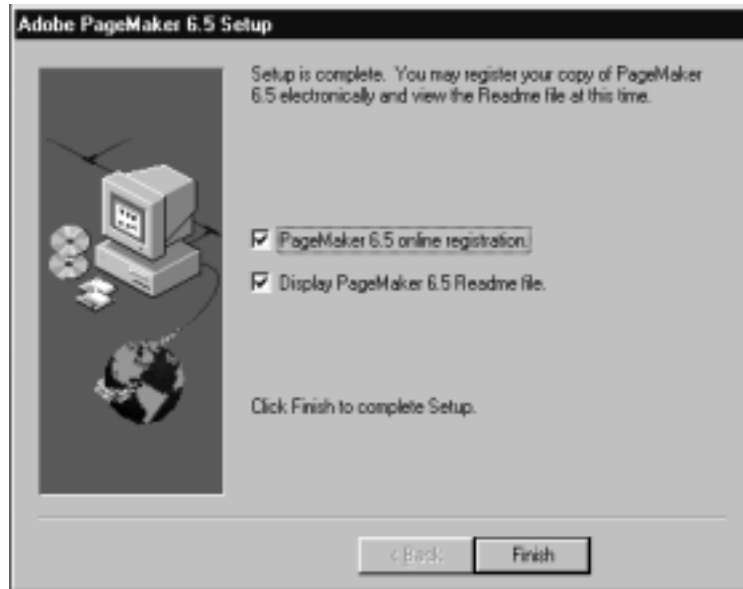 Adobe PageMaker 6.5 Setup
Setup is complete. You may register your copy of PageMaker
6.5 electronically and view the Readme file at this time.
PageMaker 6.5 online registration.
Display PageMaker 6.5 Readme file.
Click Finish to complete Setup.
< Back Finish